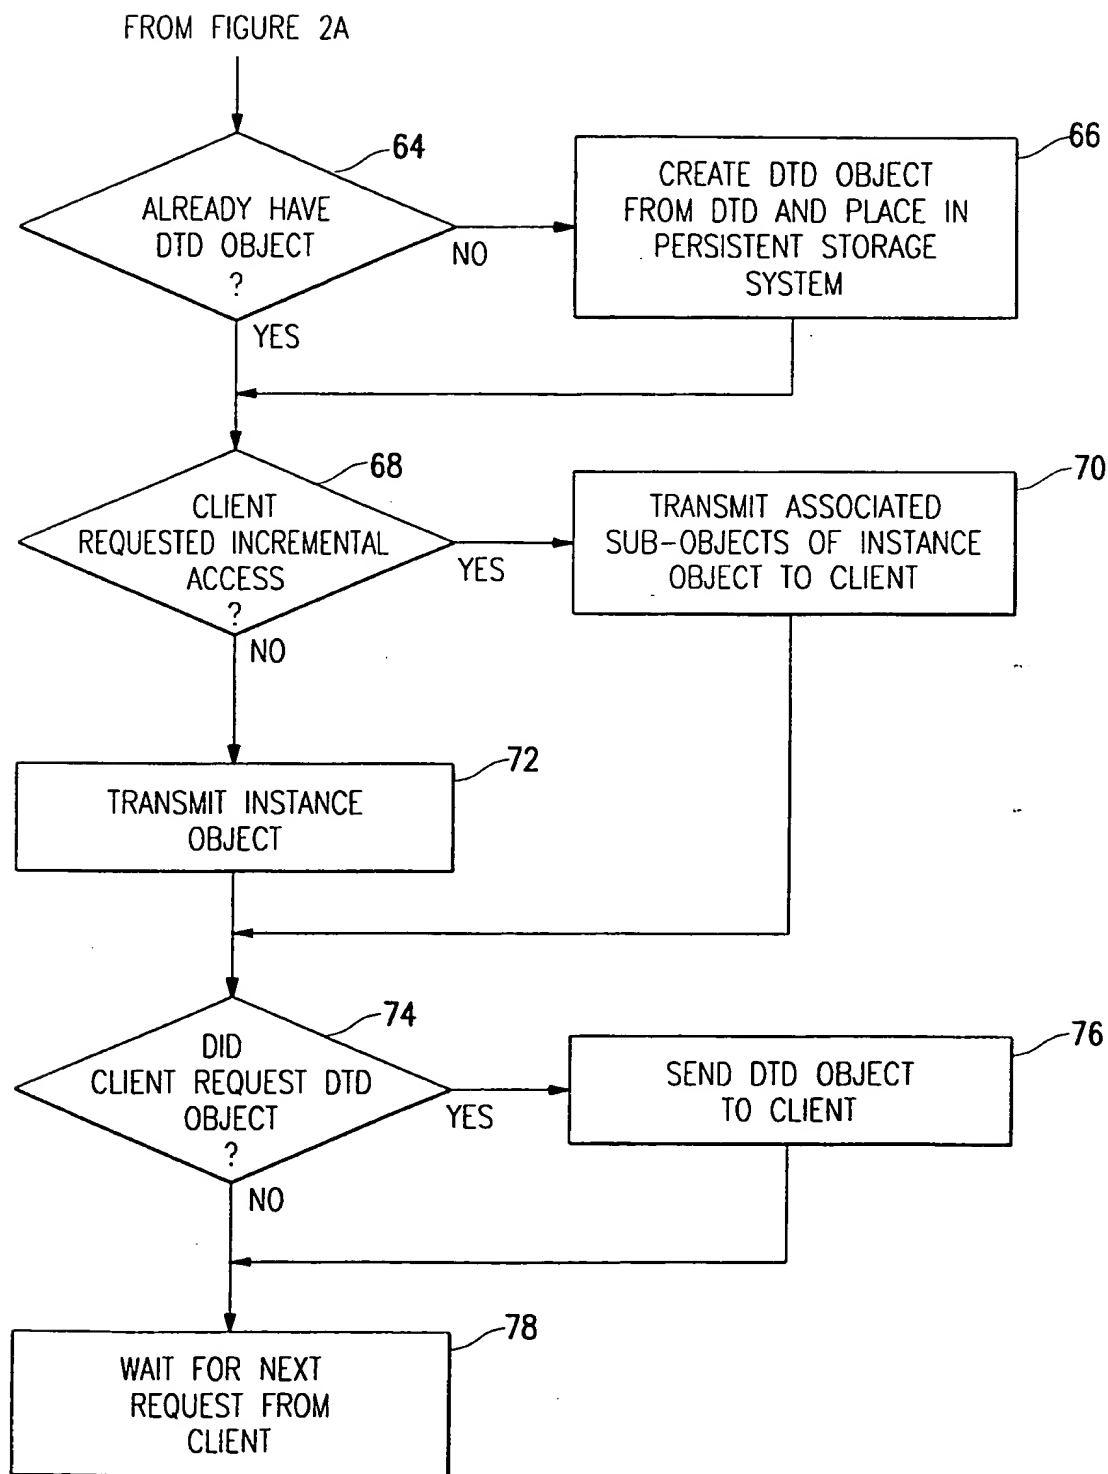 FROM FIGURE 2A
64
ALREADY HAVE
DTD OBJECT
?
NO
YES
66
CREATE DTD OBJECT
FROM DTD AND PLACE IN
PERSISTENT STORAGE
SYSTEM
68
CLIENT
REQUESTED INCREMENTAL
ACCESS
?
YES
NO
70
TRANSMIT ASSOCIATED
SUB-OBJECTS OF INSTANCE
OBJECT TO CLIENT
72
TRANSMIT INSTANCE
OBJECT
74
DID
CLIENT REQUEST DTD
OBJECT
?
YES
NO
76
SEND DTD OBJECT
TO CLIENT
78
WAIT FOR NEXT
REQUEST FROM
CLIENT